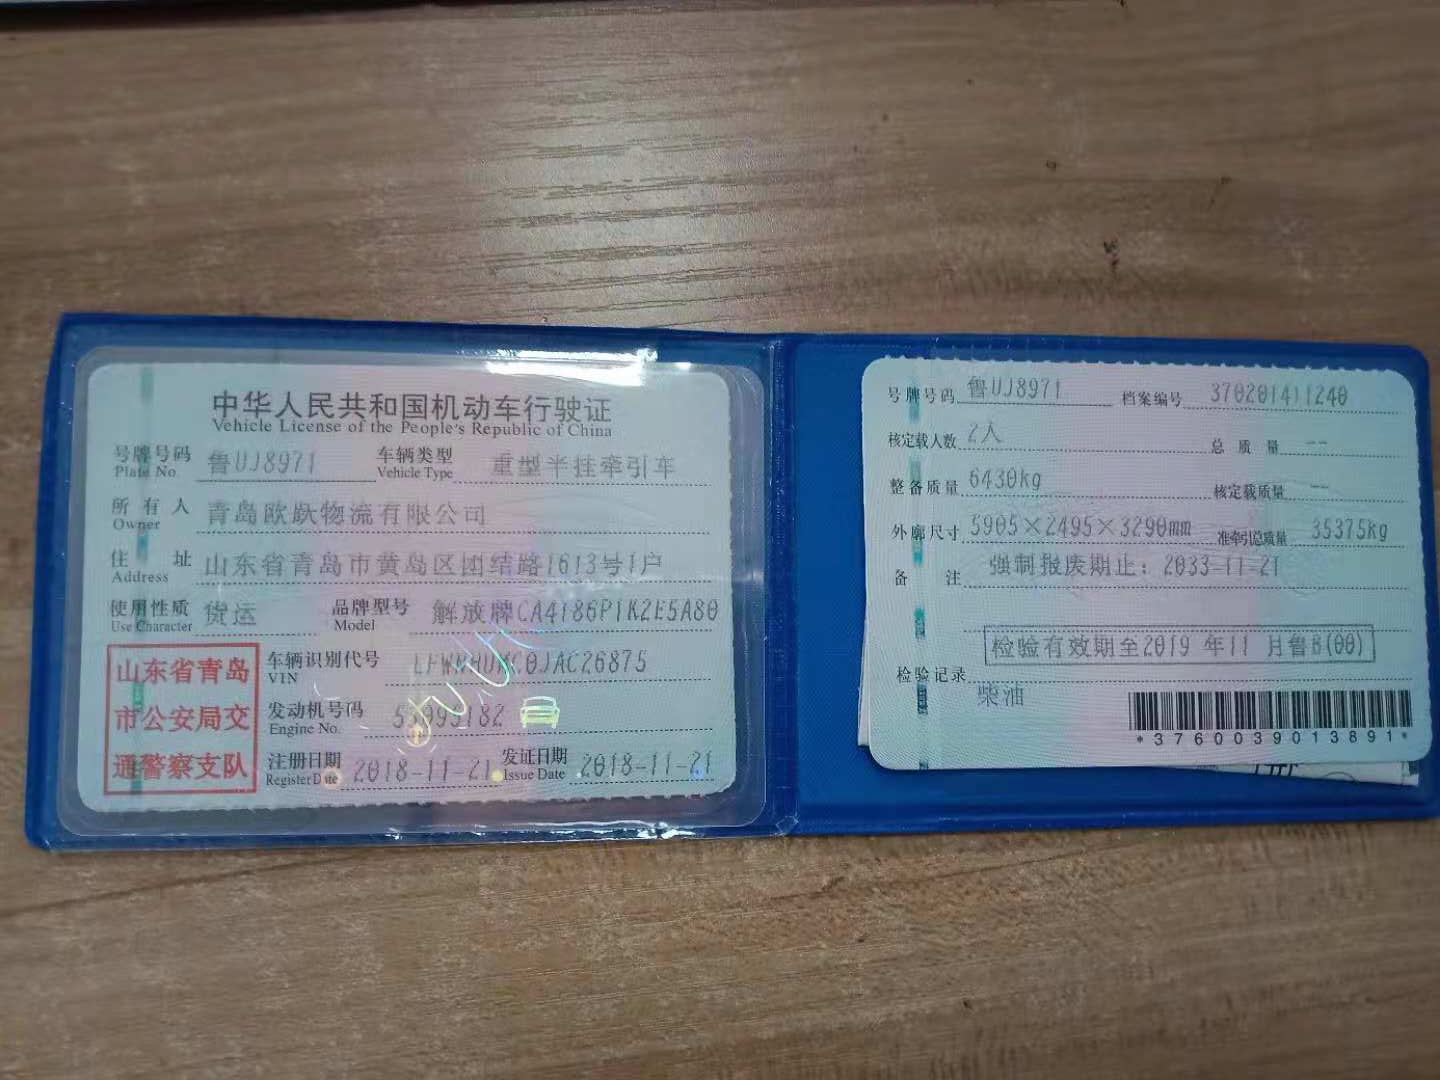 中华人民共和国机动车行驶证
Vehicle License of the People's Republic of China
号牌号码 鲁UJ8971 车辆类型 重型半挂牵引车
Plate No. Vehicle Type
所有人 青岛欧跃物流有限公司
Owner
住址 山东省青岛市黄岛区团结路1613号1户
Address
使用性质 货运 品牌型号 解放牌CA4186P1K2E5A80
Use Character Model
山东省青岛
市公安局交
通警察支队
车辆识别代号
VIN
发动机号码
Engine No.
注册日期 2018-11-21 发证日期 2018-11-21
Register Date Issue Date
号牌号码 鲁UJ8971 档案编号 370201411240
核定载人数 2人 总质量 --
整备质量 6430kg 核定载质量 --
外廓尺寸 5905×2495×3290mm 准牵引总质量 35375kg
备注 强制报废期止：2033-11-21
检验有效期至2019 年11 月鲁B(00)
检验记录
柴油
*3760039013891*